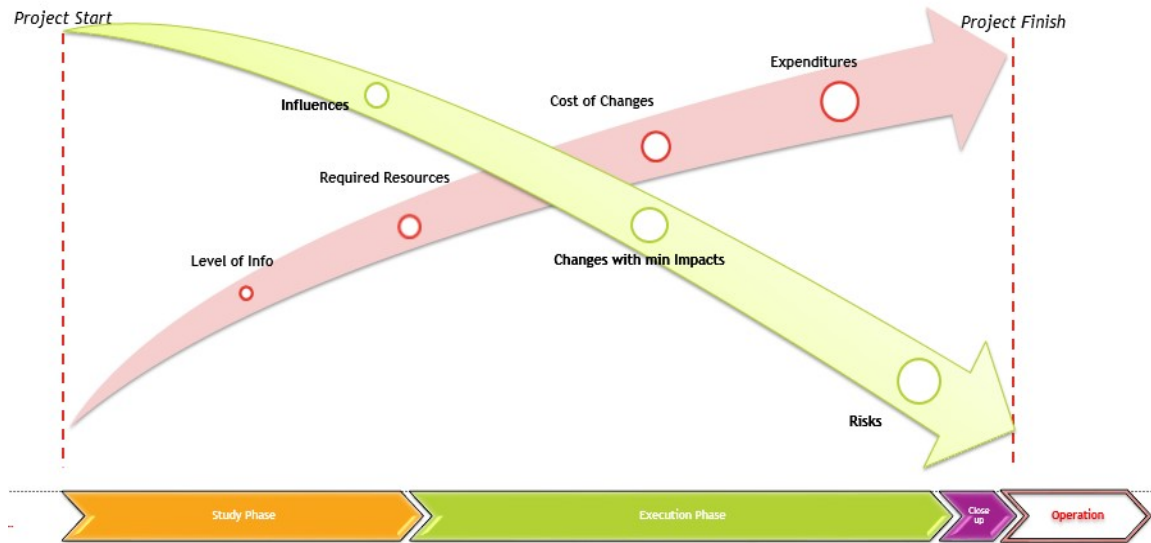 Project Start
Project Finish
Expenditures
Cost of Changes
Influences
Required Resources
Level of Info
Changes with min Impacts
Risks
Study Phase
Execution Phase
Close
up
Operation